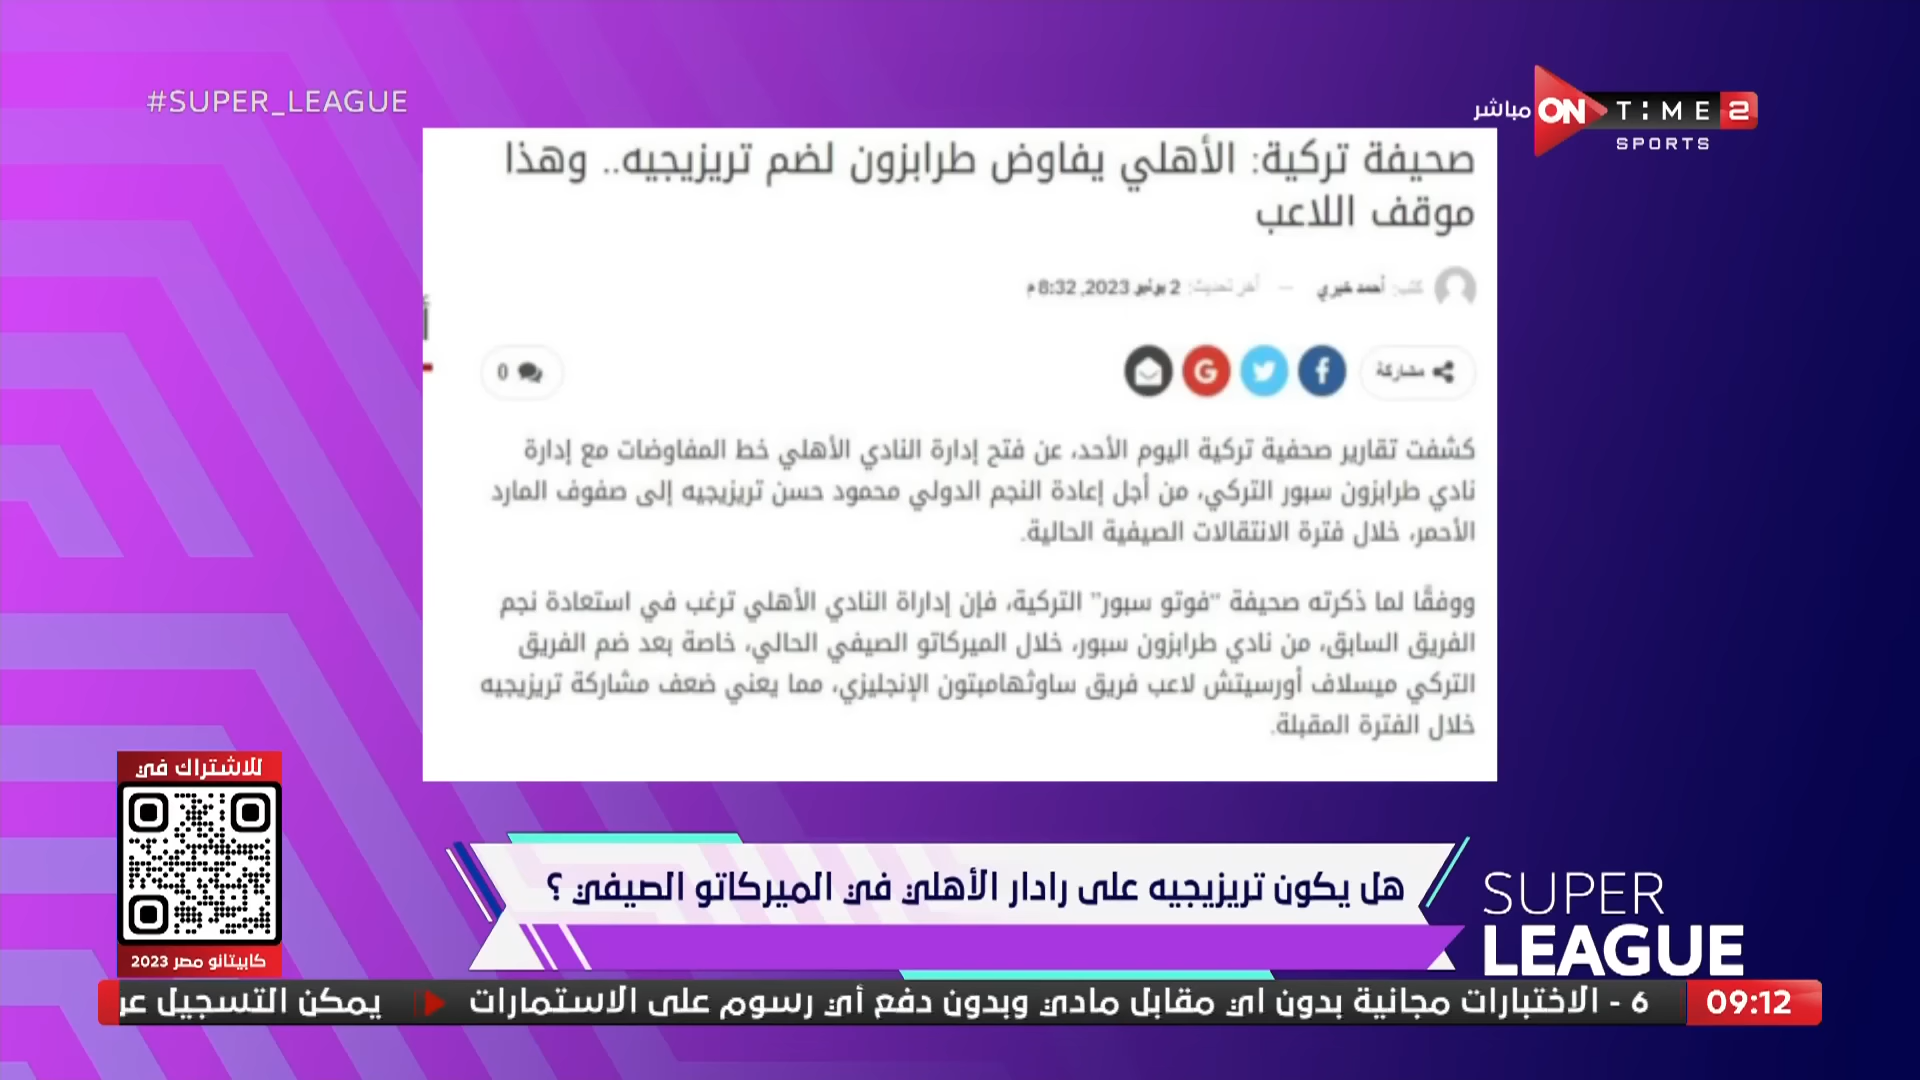 #SUPER_LEAGUE
مباشر ON TIME 2
SPORTS
صحيفة تركية: الأهلي يفاوض طرابزون لضم تريزيجيه.. وهذا
موقف اللاعب
كتب: أحمد خيري — آخر تحديث: 2 يوليو 2023, 8:32 م
مشاركة
0
كشفت تقارير صحفية تركية اليوم الأحد، عن فتح إدارة النادي الأهلي خط المفاوضات مع إدارة
نادي طرابزون سبور التركي، من أجل إعادة النجم الدولي محمود حسن تريزيجيه إلى صفوف المارد
الأحمر، خلال فترة الانتقالات الصيفية الحالية.
ووفقًا لما ذكرته صحيفة "فوتو سبور" التركية، فإن إداراة النادي الأهلي ترغب في استعادة نجم
الفريق السابق، من نادي طرابزون سبور، خلال الميركاتو الصيفي الحالي، خاصة بعد ضم الفريق
التركي ميسلاف أورسيتش لاعب فريق ساوثهامبتون الإنجليزي، مما يعني ضعف مشاركة تريزيجيه
خلال الفترة المقبلة.
للاشتراك في
كابيتانو مصر 2023
هل يكون تريزيجيه على رادار الأهلي في الميركاتو الصيفي ؟
SUPER
LEAGUE
6 - الاختبارات مجانية بدون اي مقابل مادي وبدون دفع أي رسوم على الاستمارات
يمكن التسجيل عر
09:12